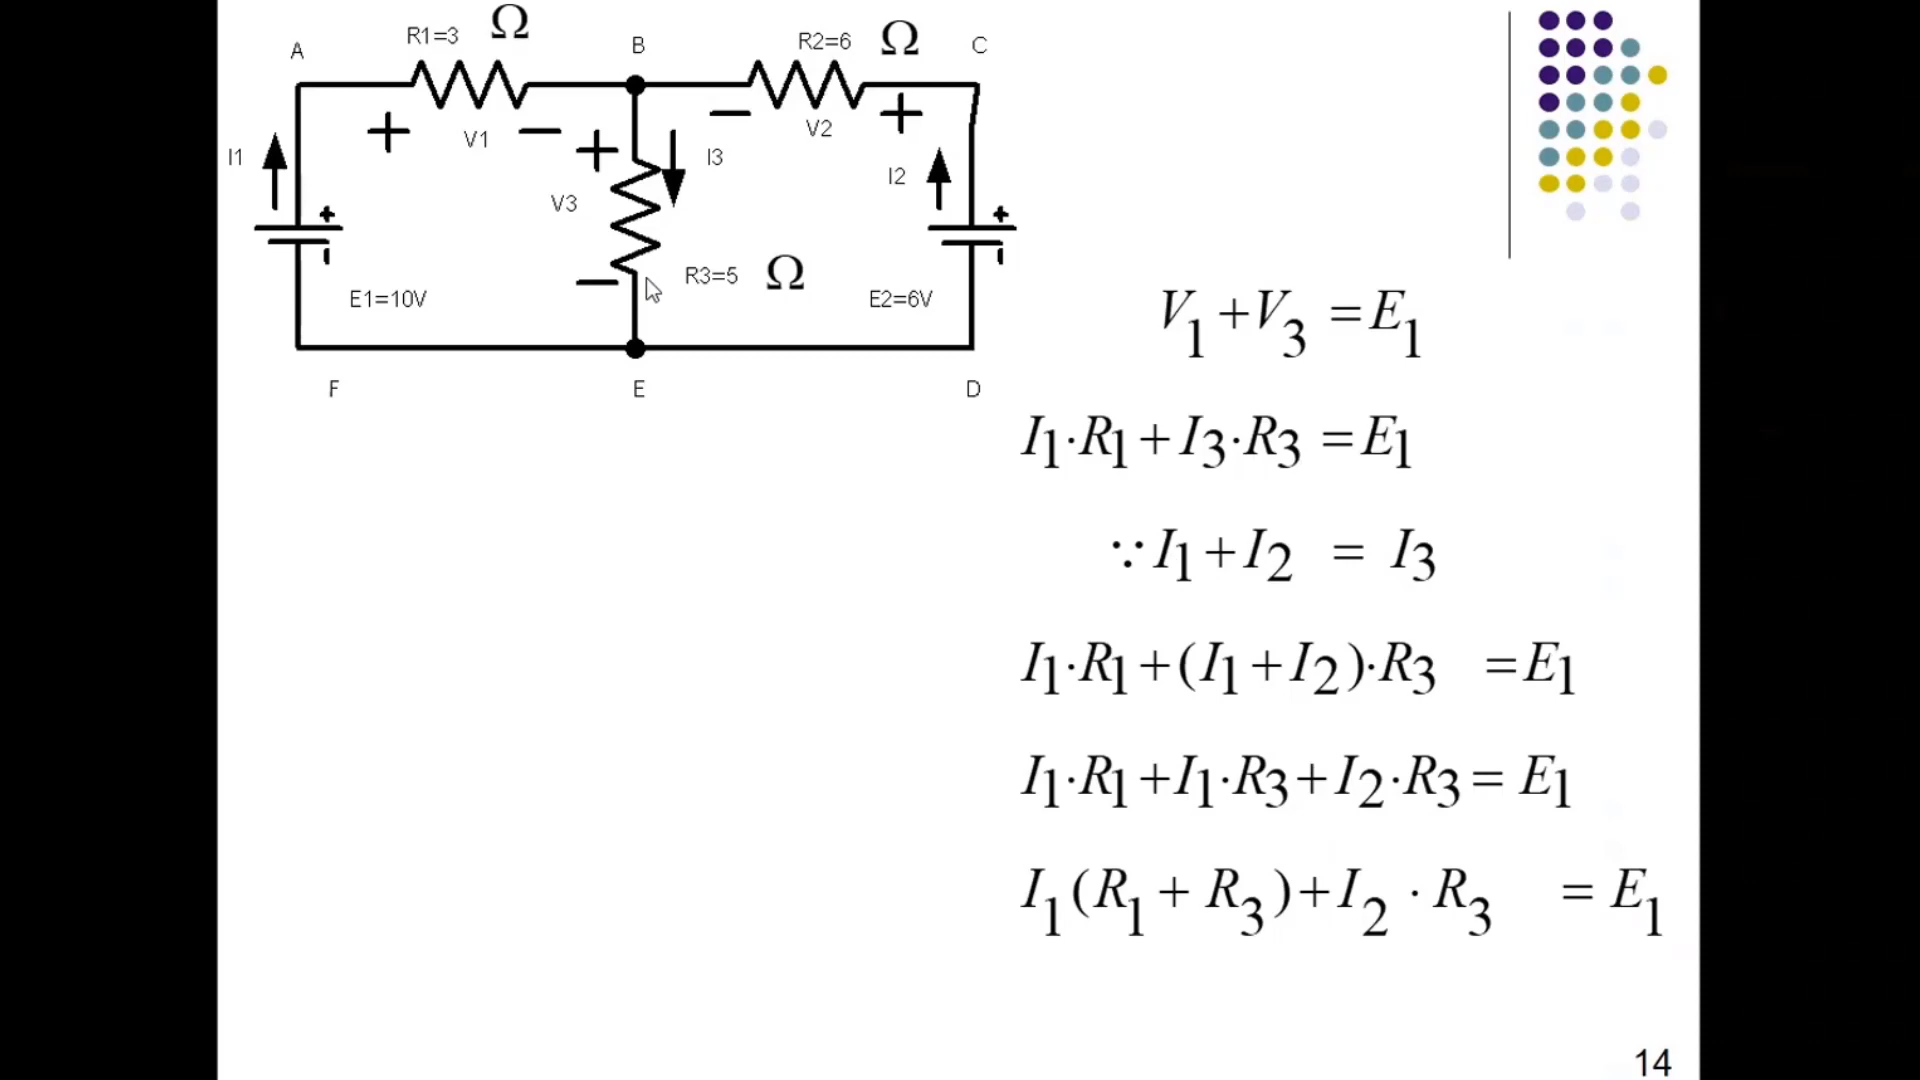 R1=3 Ω
R2=6 Ω
A
B
C
+ V1 −
− V2 +
I1
+
I3
I2
V3
+
+
−
R3=5 Ω
E1=10V
E2=6V
F
E
D
V1+V3 =E1
I1·R1+I3·R3 =E1
∵I1+I2 = I3
I1·R1+(I1+I2)·R3 =E1
I1·R1+I1·R3+I2·R3= E1
I1(R1+ R3)+I2 · R3 = E1
14